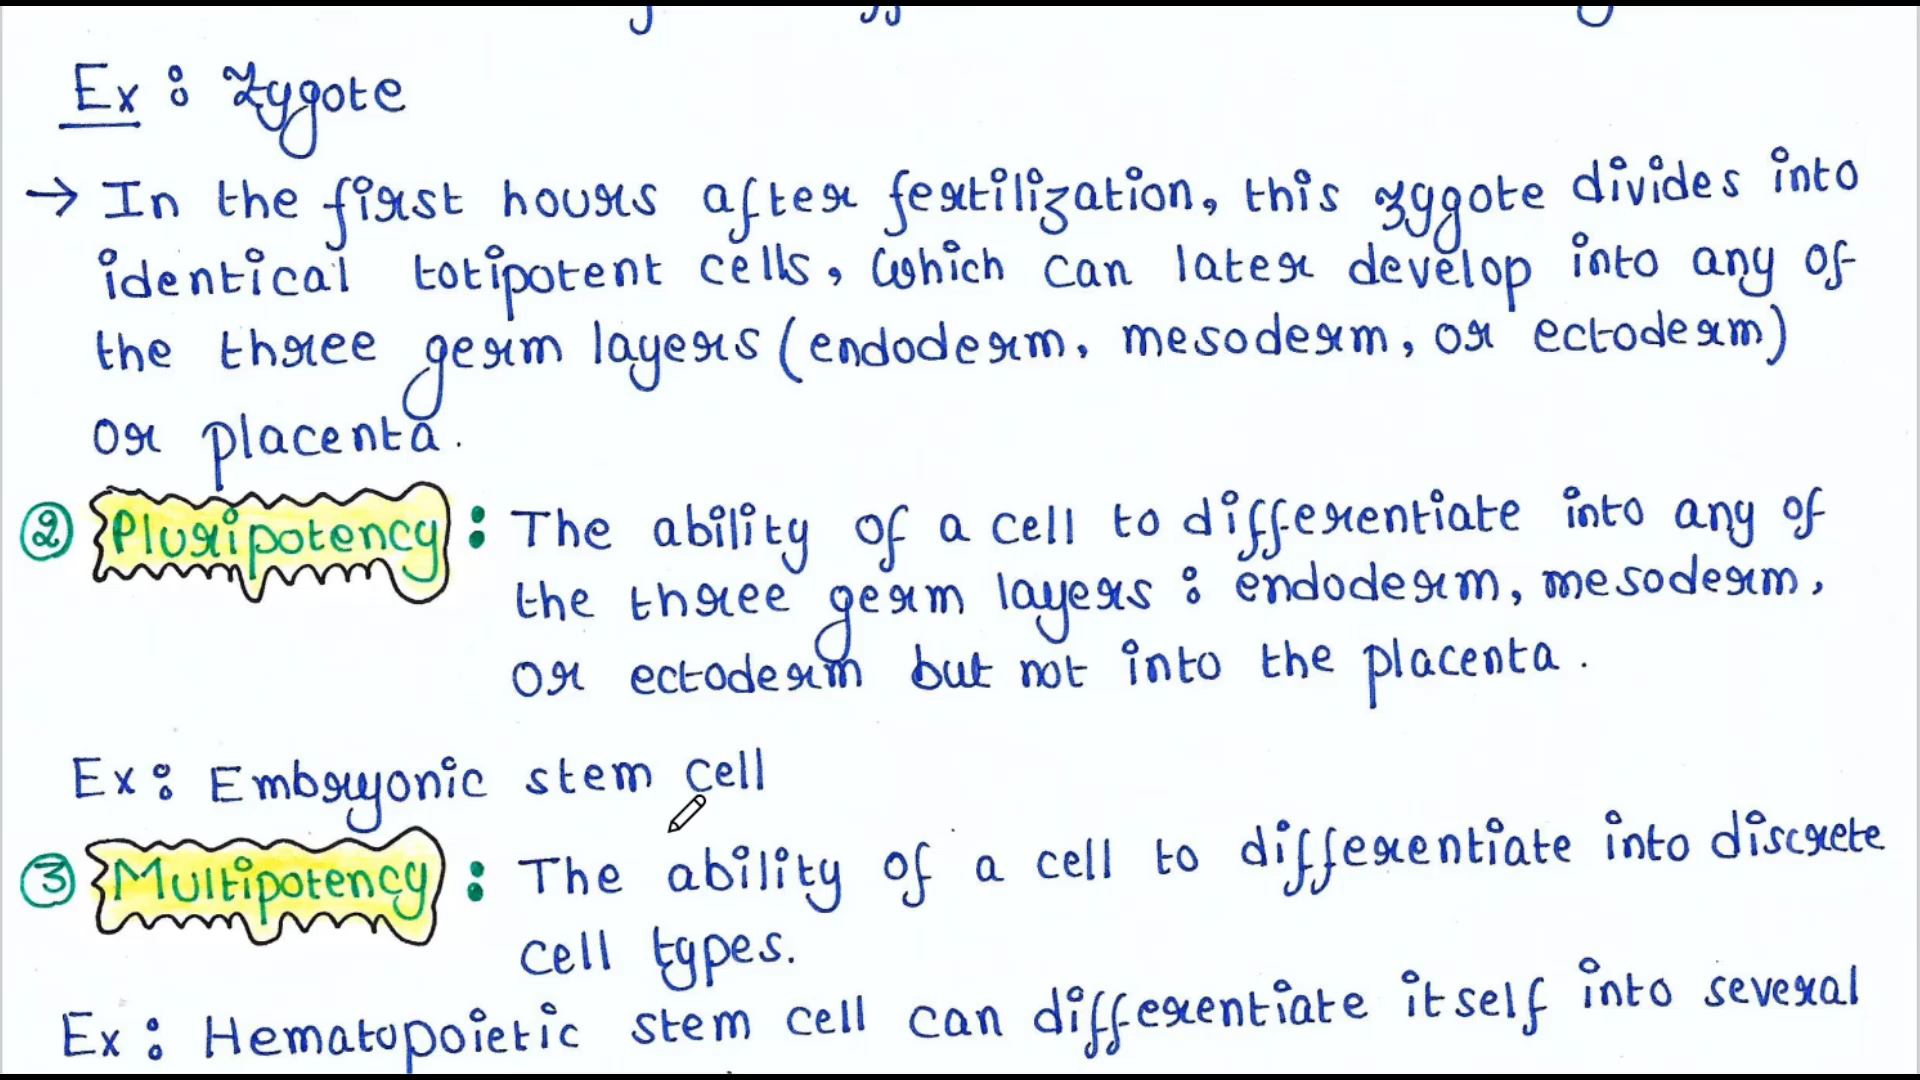 Ex : Zygote
→ In the first hours after fertilization, this zygote divides into
identical totipotent cells, which can later develop into any of
the three germ layers (endoderm, mesoderm, or ectoderm)
or placenta.
② Pluripotency : The ability of a cell to differentiate into any of
the three germ layers : endoderm, mesoderm,
or ectoderm but not into the placenta.
Ex : Embryonic stem cell
③ Multipotency : The ability of a cell to differentiate into discrete
cell types.
Ex : Hematopoietic stem cell can differentiate itself into several